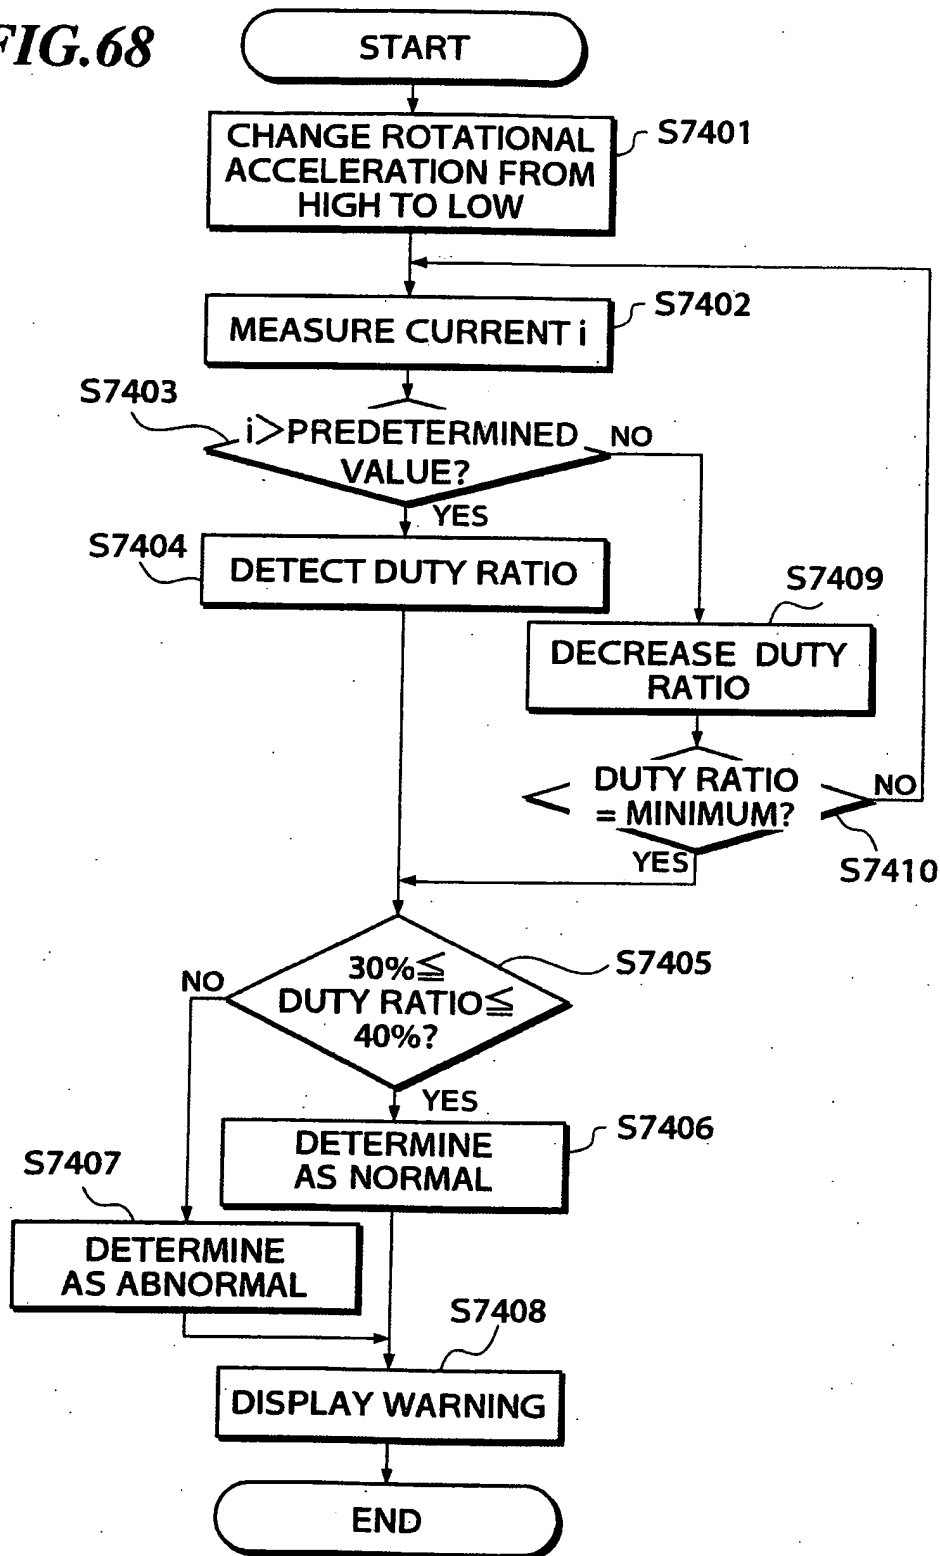 FIG.68
START
CHANGE ROTATIONAL
ACCELERATION FROM
HIGH TO LOW
S7401
MEASURE CURRENT i
S7402
S7403
i>PREDETERMINED
VALUE?
NO
YES
S7404
DETECT DUTY RATIO
S7409
DECREASE DUTY
RATIO
DUTY RATIO
= MINIMUM?
NO
YES
S7410
30%≦
DUTY RATIO≦
40%?
S7405
NO
YES
DETERMINE
AS NORMAL
S7406
S7407
DETERMINE
AS ABNORMAL
S7408
DISPLAY WARNING
END